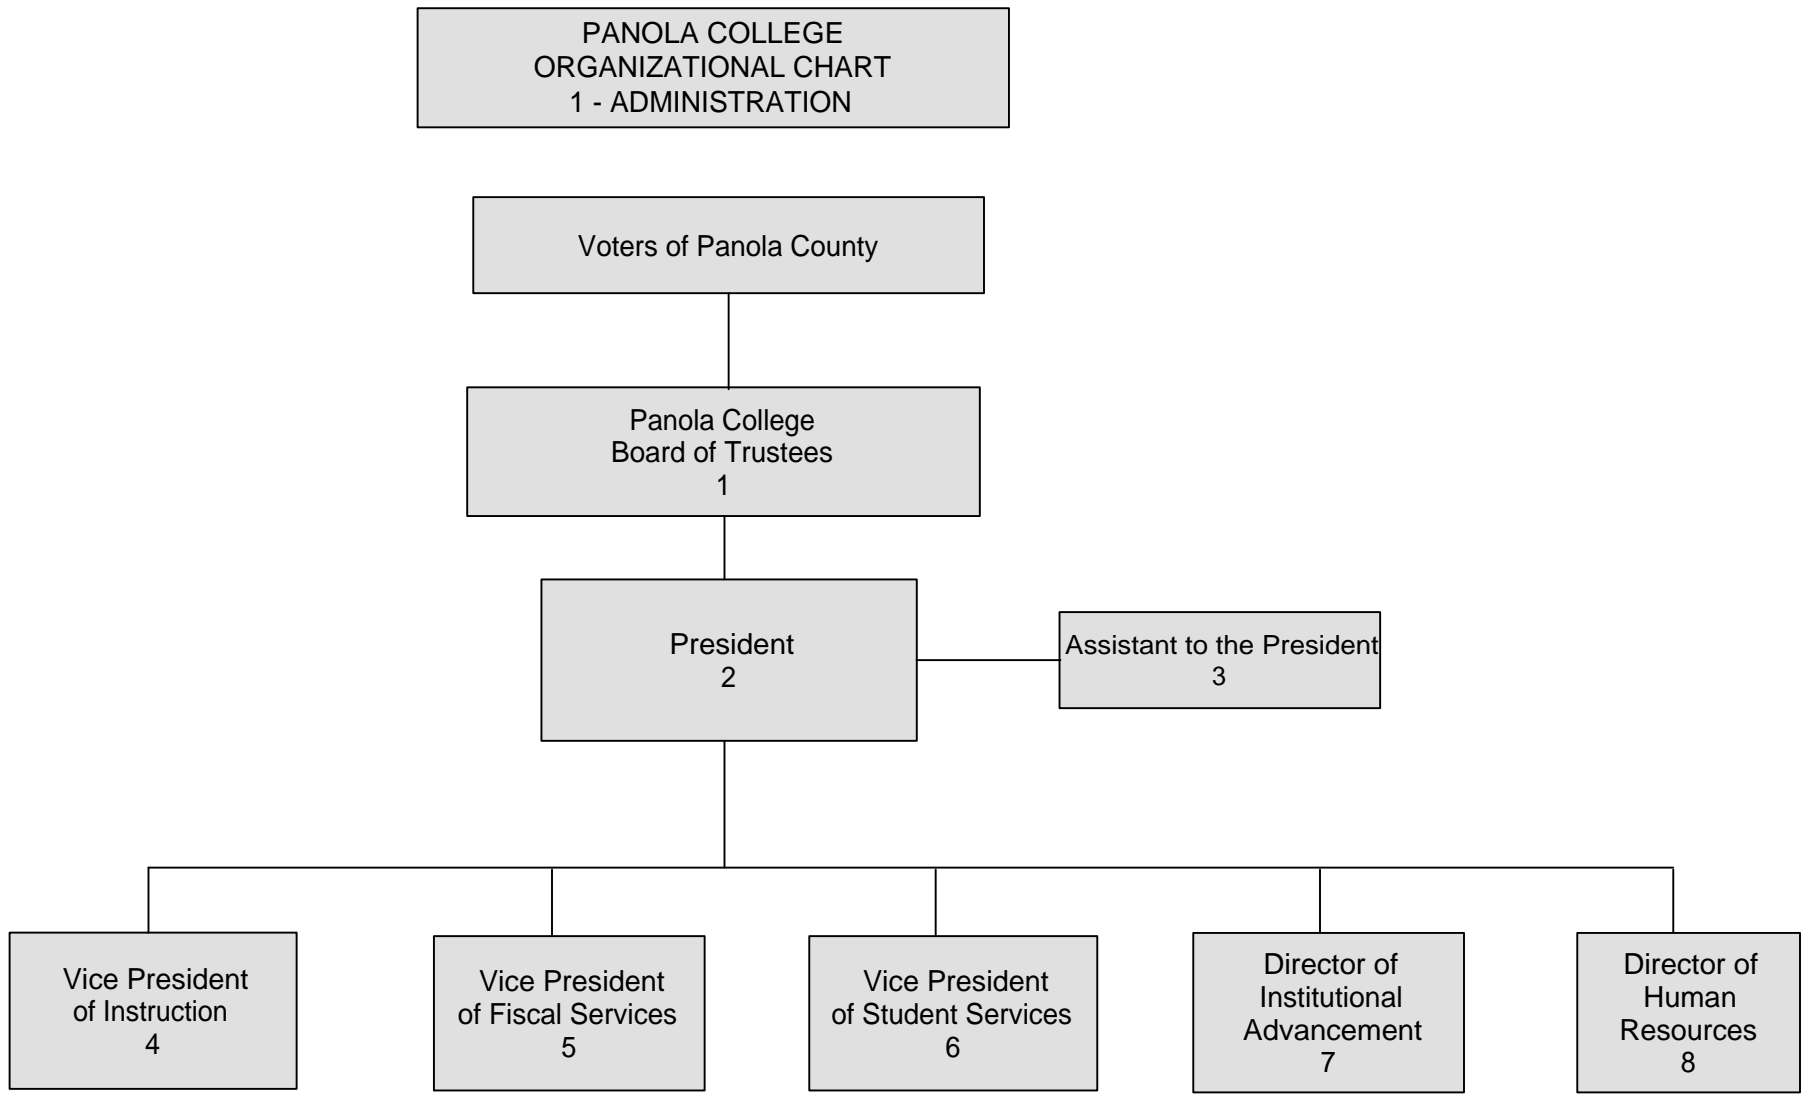 PANOLA COLLEGE
ORGANIZATIONAL CHART
1 - ADMINISTRATION
Voters of Panola County
Panola College
Board of Trustees
1
President
2
Assistant to the President
3
Vice President
of Instruction
4
Vice President
of Fiscal Services
5
Vice President
of Student Services
6
Director of
Institutional
Advancement
7
Director of
Human
Resources
8